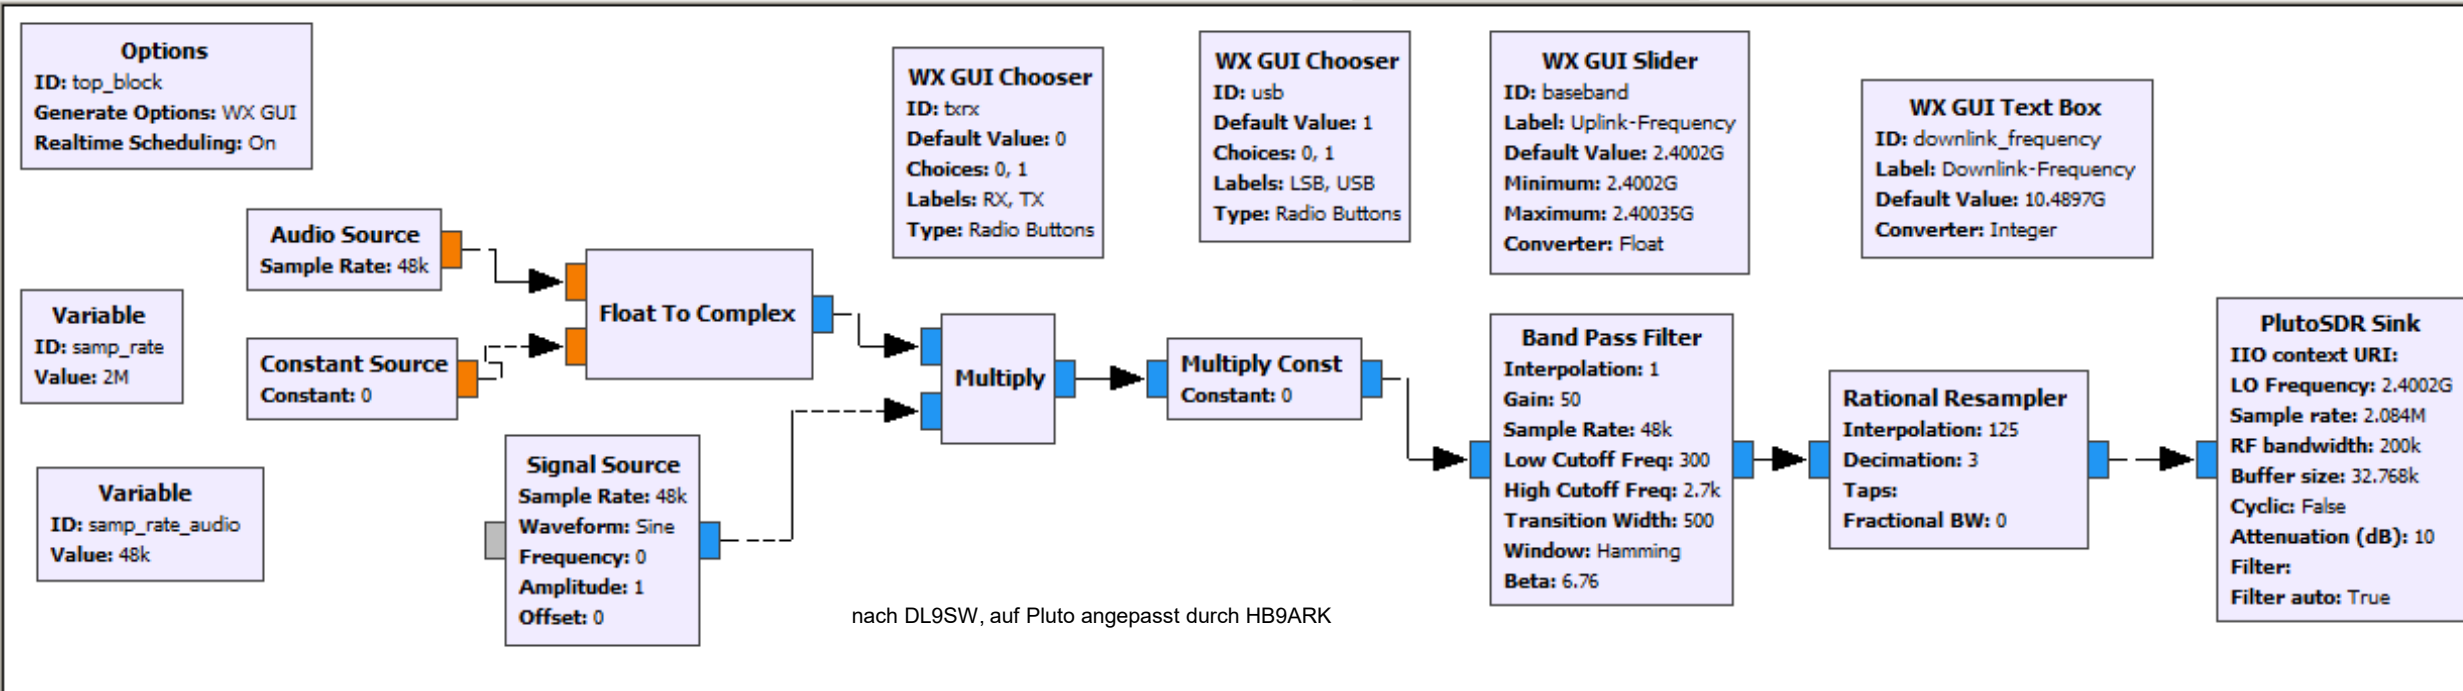 Options
ID: top_block
Generate Options: WX GUI
Realtime Scheduling: On
WX GUI Chooser
ID: txrx
Default Value: 0
Choices: 0, 1
Labels: RX, TX
Type: Radio Buttons
WX GUI Chooser
ID: usb
Default Value: 1
Choices: 0, 1
Labels: LSB, USB
Type: Radio Buttons
WX GUI Slider
ID: baseband
Label: Uplink-Frequency
Default Value: 2.4002G
Minimum: 2.4002G
Maximum: 2.40035G
Converter: Float
WX GUI Text Box
ID: downlink_frequency
Label: Downlink-Frequency
Default Value: 10.4897G
Converter: Integer
Audio Source
Sample Rate: 48k
Variable
ID: samp_rate
Value: 2M
Constant Source
Constant: 0
Float To Complex
Variable
ID: samp_rate_audio
Value: 48k
Signal Source
Sample Rate: 48k
Waveform: Sine
Frequency: 0
Amplitude: 1
Offset: 0
Multiply
Multiply Const
Constant: 0
Band Pass Filter
Interpolation: 1
Gain: 50
Sample Rate: 48k
Low Cutoff Freq: 300
High Cutoff Freq: 2.7k
Transition Width: 500
Window: Hamming
Beta: 6.76
Rational Resampler
Interpolation: 125
Decimation: 3
Taps:
Fractional BW: 0
PlutoSDR Sink
IIO context URI:
LO Frequency: 2.4002G
Sample rate: 2.084M
RF bandwidth: 200k
Buffer size: 32.768k
Cyclic: False
Attenuation (dB): 10
Filter:
Filter auto: True
nach DL9SW, auf Pluto angepasst durch HB9ARK